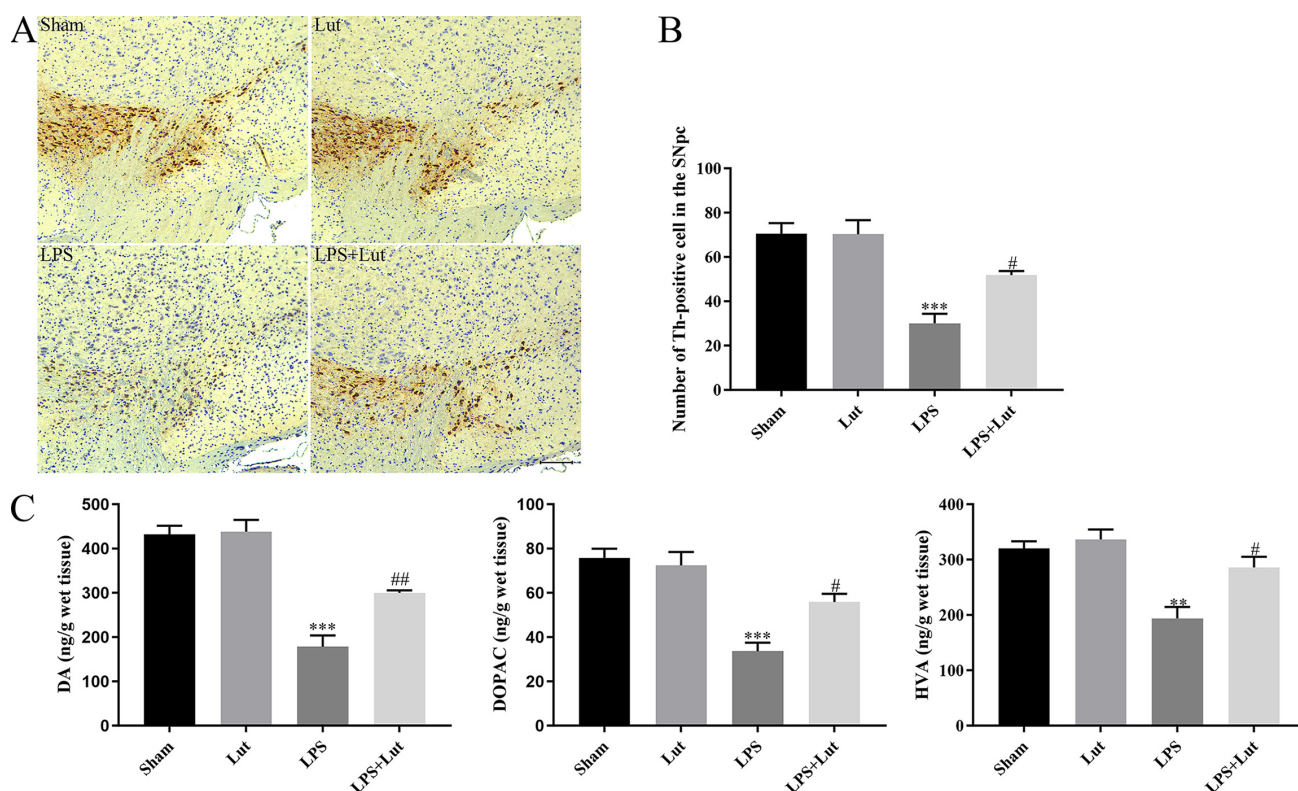 A
Sham
Lut
LPS
LPS+Lut
B
Number of Th-positive cell in the SNpc
100
80
60
40
20
0
***
#
Sham
Lut
LPS
LPS+Lut
C
DA (ng/g wet tissue)
500
400
300
200
100
0
***
##
Sham
Lut
LPS
LPS+Lut
DOPAC (ng/g wet tissue)
100
80
60
40
20
0
***
#
Sham
Lut
LPS
LPS+Lut
HVA (ng/g wet tissue)
400
300
200
100
0
**
#
Sham
Lut
LPS
LPS+Lut